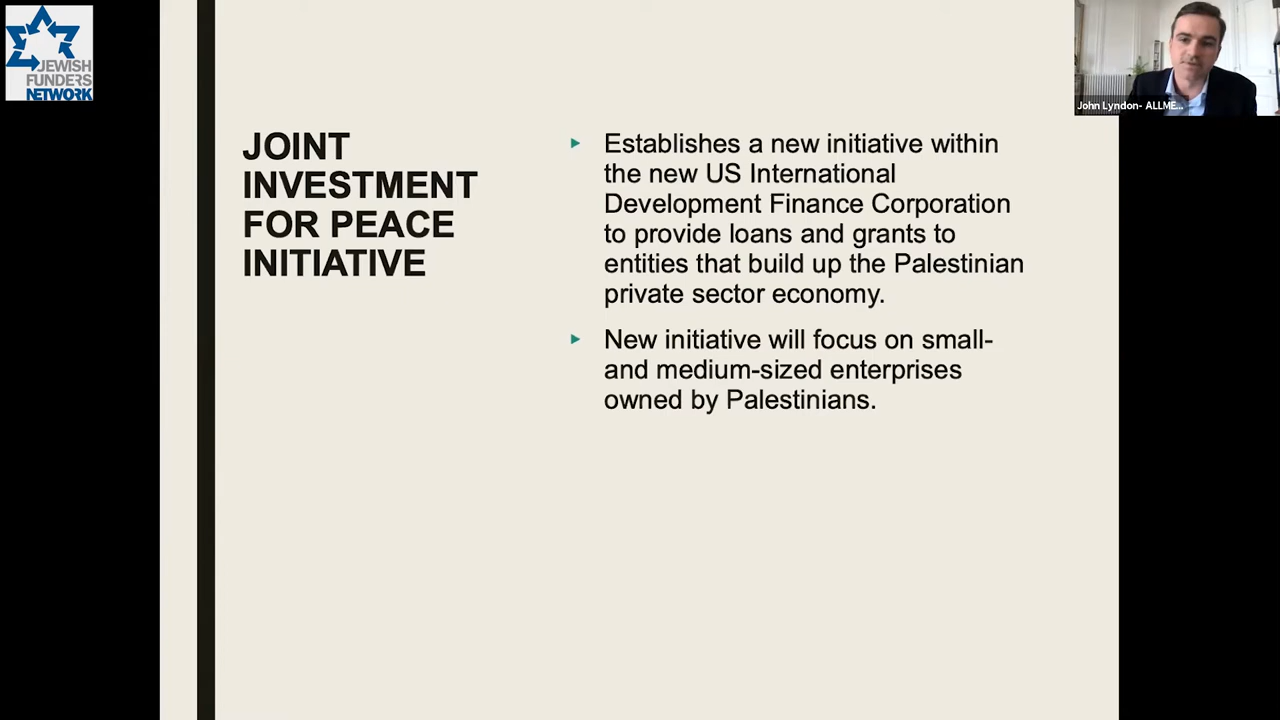 JEWISH
FUNDERS
NETWORK
John Lyndon- ALLME...
JOINT
INVESTMENT
FOR PEACE
INITIATIVE
Establishes a new initiative within
the new US International
Development Finance Corporation
to provide loans and grants to
entities that build up the Palestinian
private sector economy.
New initiative will focus on small-
and medium-sized enterprises
owned by Palestinians.